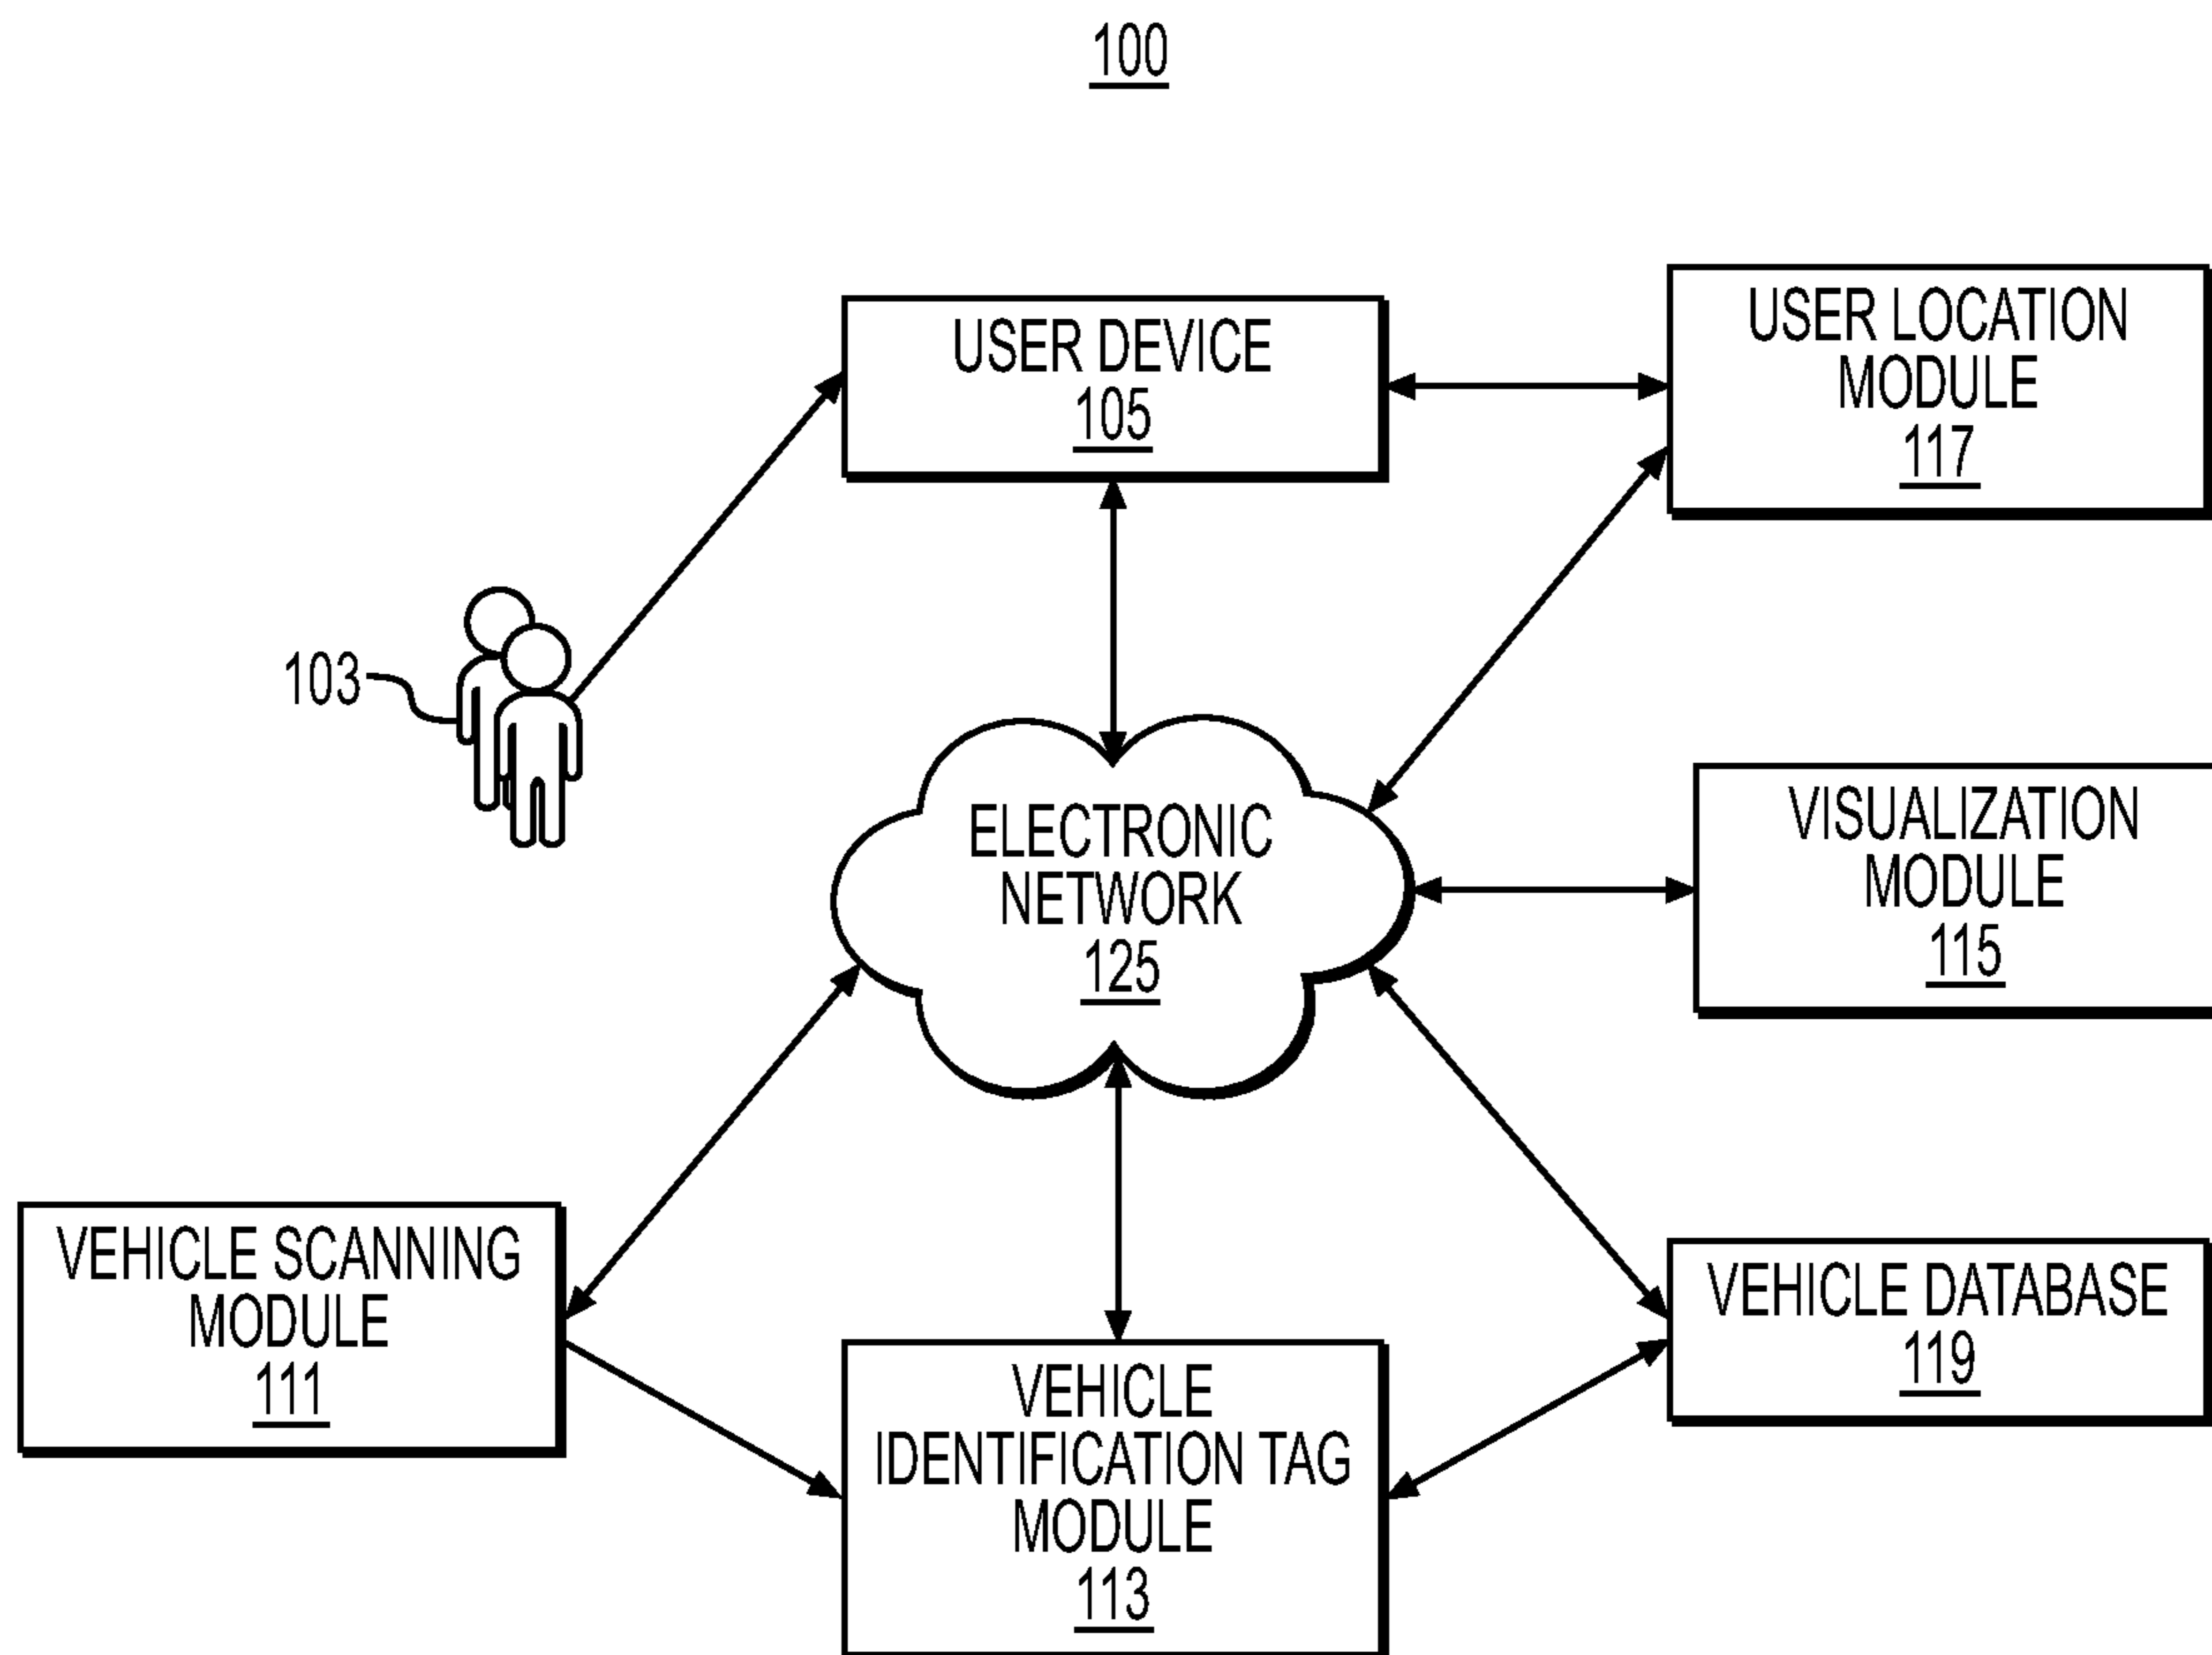 100
USER DEVICE
105
USER LOCATION
MODULE
117
103
ELECTRONIC
NETWORK
125
VISUALIZATION
MODULE
115
VEHICLE SCANNING
MODULE
111
VEHICLE
IDENTIFICATION TAG
MODULE
113
VEHICLE DATABASE
119